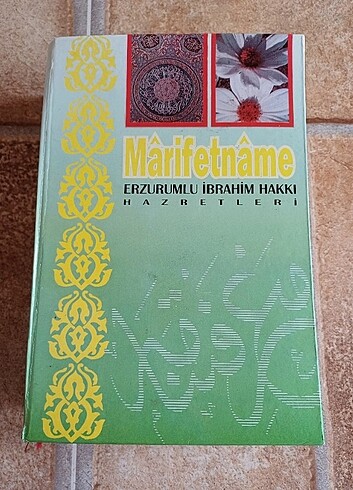 Mârifetnâme
ERZURUMLU İBRAHİM HAKKI
HAZRETLERİ